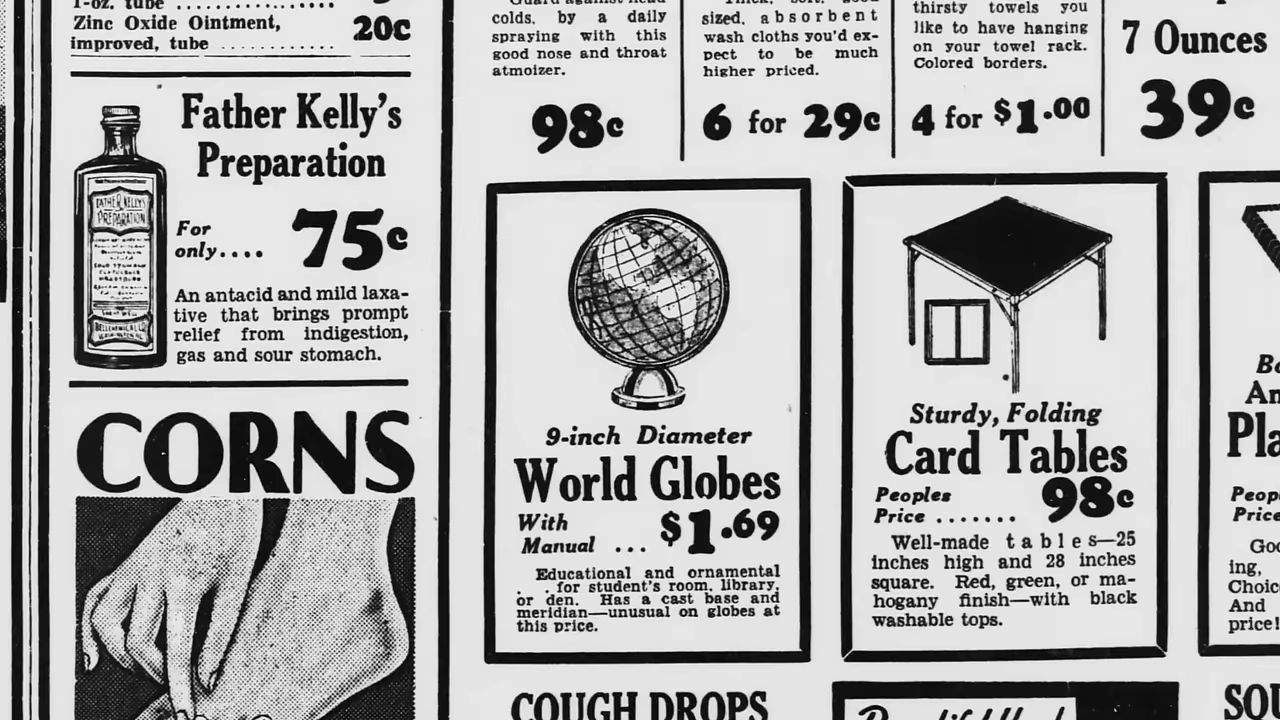 1-oz. tube ..............
Zinc Oxide Ointment,
improved, tube ............ 20c
Father Kelly's
Preparation
For
only.... 75c
FATHER KELLY'S
PREPARATION
An antacid and mild laxa-
tive that brings prompt
relief from indigestion,
gas and sour stomach.
CORNS
Guard against head
colds, by a daily
spraying with this
good nose and throat
atmoizer.
98c
Thick, soft, good
sized, absorbent
wash cloths you'd ex-
pect to be much
higher priced.
6 for 29c
thirsty towels you
like to have hanging
on your towel rack.
Colored borders.
4 for $1.00
7 Ounces
39c
9-inch Diameter
World Globes
With
Manual ... $1.69
Educational and ornamental
. . for student's room, library,
or den. Has a cast base and
meridian—unusual on globes at
this price.
Sturdy, Folding
Card Tables
Peoples
Price ....... 98c
Well-made tables—25
inches high and 28 inches
square. Red, green, or ma-
hogany finish—with black
washable tops.
ing,
And
price!
COUGH DROPS